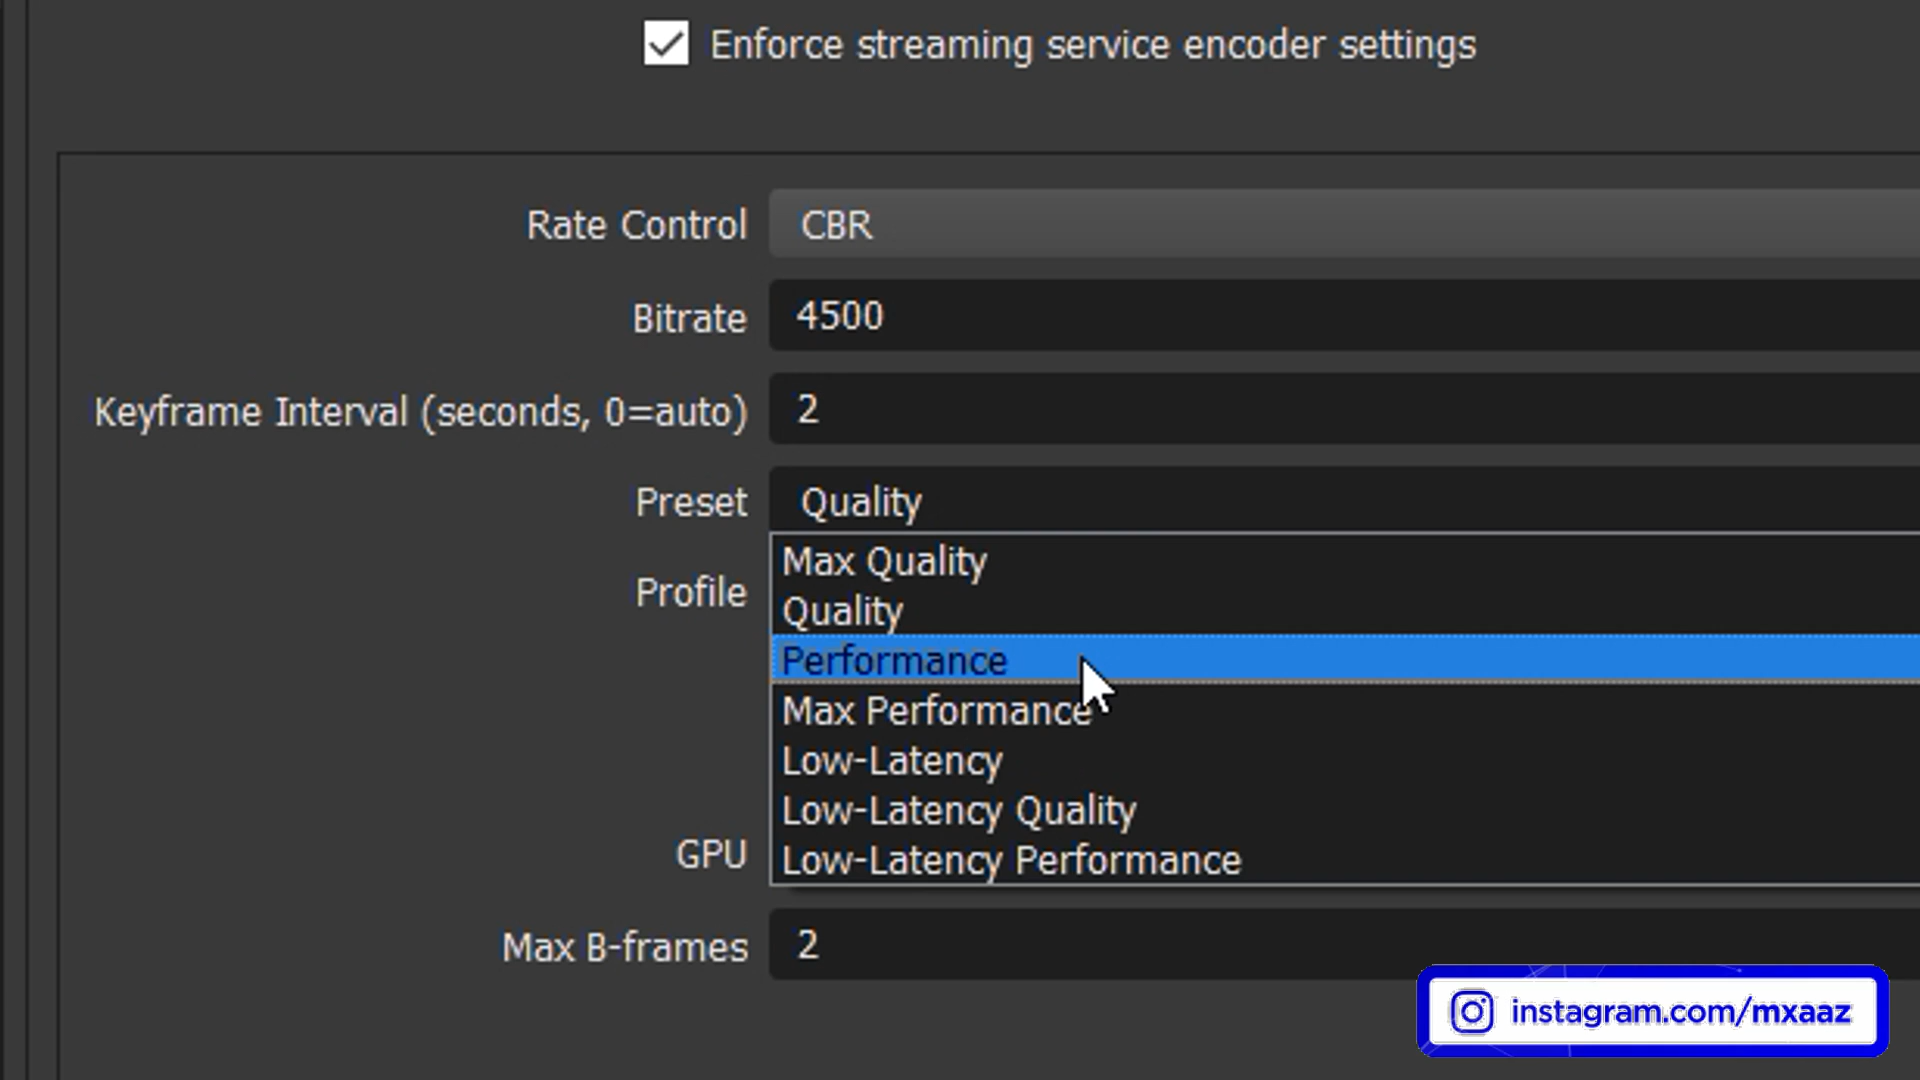 Enforce streaming service encoder settings
Rate Control CBR
Bitrate 4500
Keyframe Interval (seconds, 0=auto) 2
Preset Quality
Max Quality
Profile
Quality
Performance
Max Performance
Low-Latency
Low-Latency Quality
GPU
Low-Latency Performance
Max B-frames 2
instagram.com/mxaaz